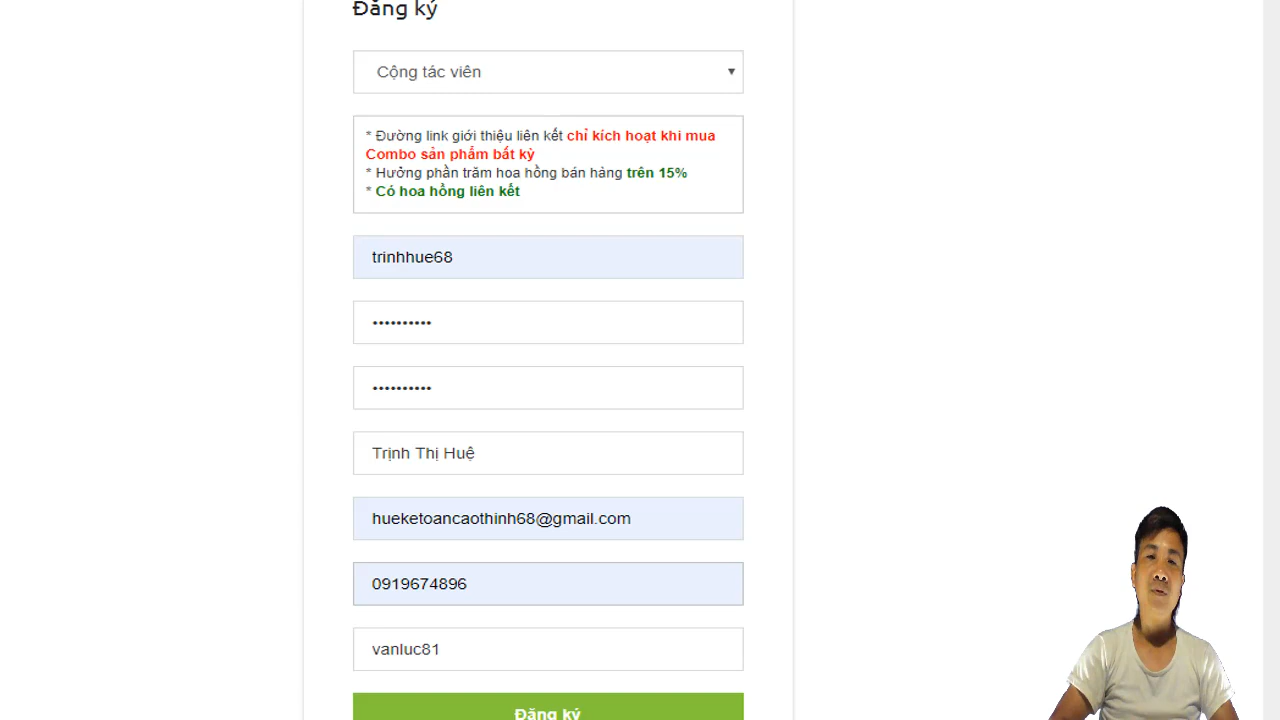 Đăng ký
Cộng tác viên
* Đường link giới thiệu liên kết chỉ kích hoạt khi mua
Combo sản phẩm bất kỳ
* Hưởng phần trăm hoa hồng bán hàng trên 15%
* Có hoa hồng liên kết
trinhhue68
••••••••••
••••••••••
Trịnh Thị Huệ
hueketoancaothinh68@gmail.com
0919674896
vanluc81
Đăng ký